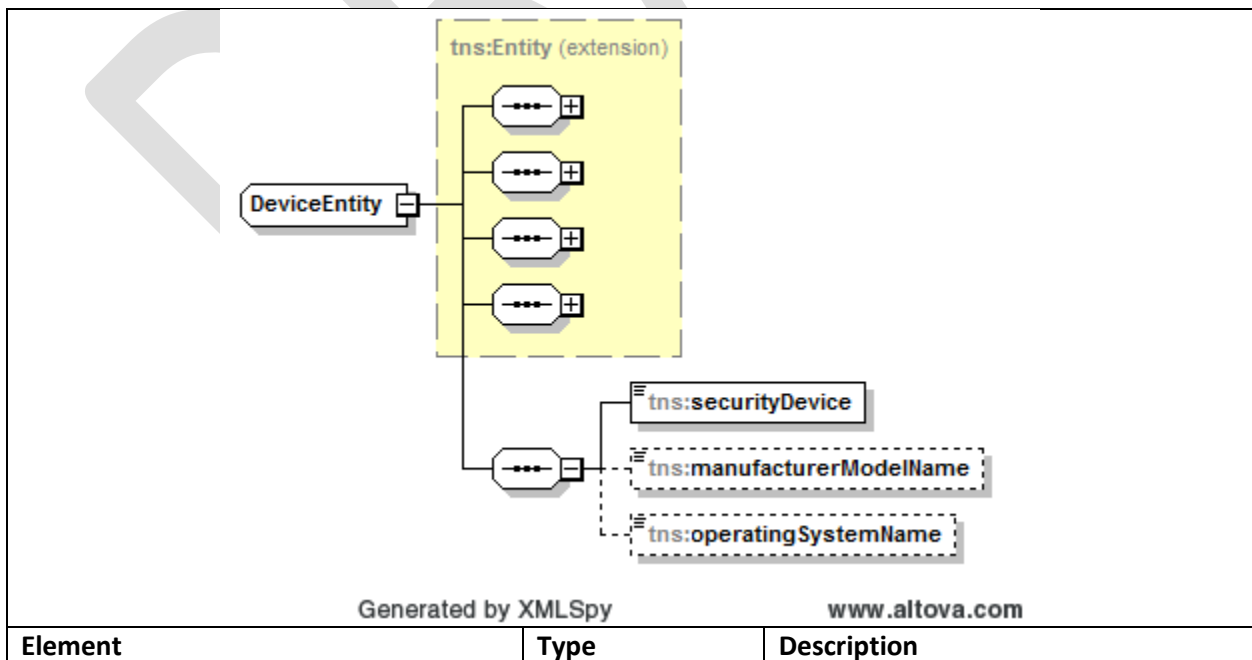 tns:Entity (extension)
DeviceEntity
tns:securityDevice
tns:manufacturerModelName
tns:operatingSystemName
Generated by XMLSpy www.altova.com
Element Type Description